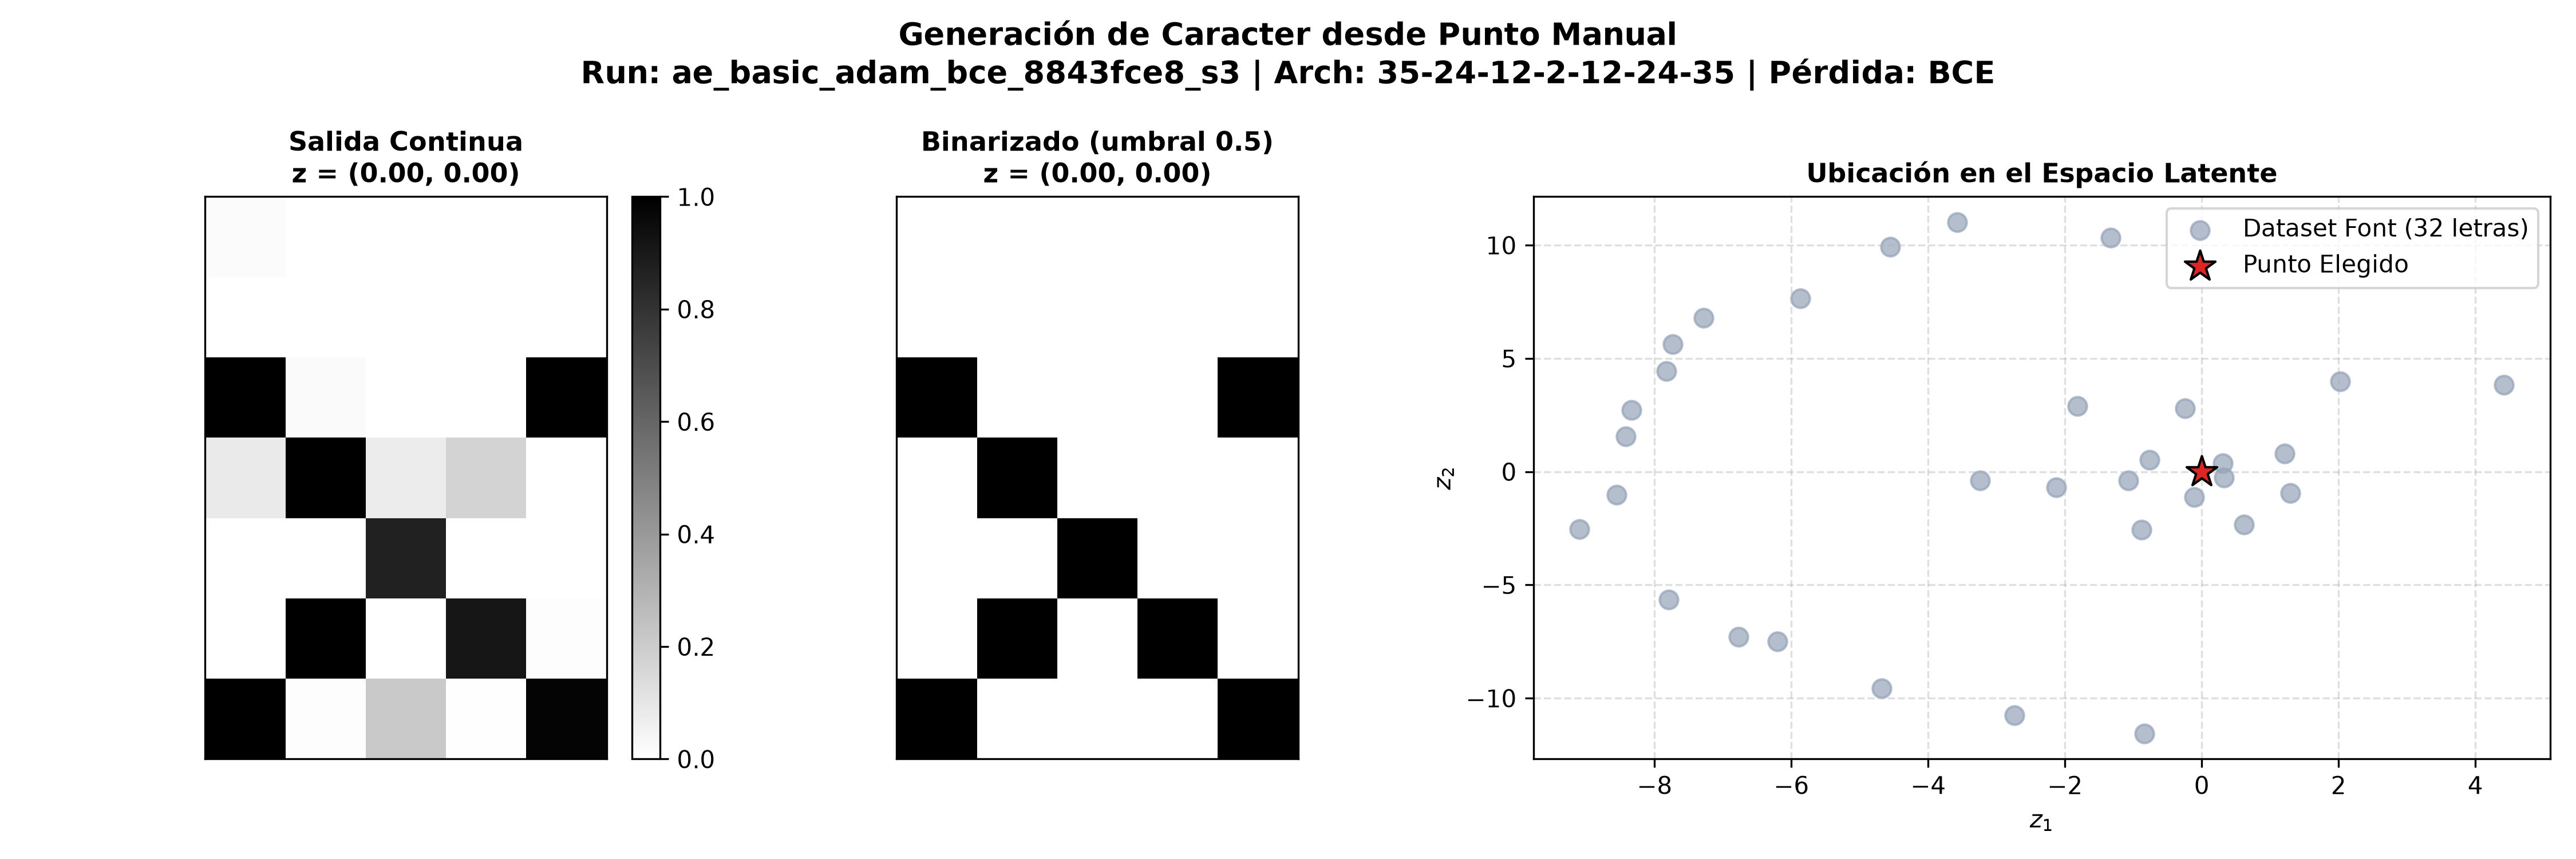 Generación de Caracter desde Punto Manual
Run: ae_basic_adam_bce_8843fce8_s3 | Arch: 35-24-12-2-12-24-35 | Pérdida: BCE
Salida Continua
z = (0.00, 0.00)
1.0
0.8
0.6
0.4
0.2
0.0
Binarizado (umbral 0.5)
z = (0.00, 0.00)
Ubicación en el Espacio Latente
Dataset Font (32 letras)
Punto Elegido
10
5
0
−5
−10
z₂
−8 −6 −4 −2 0 2 4
z₁